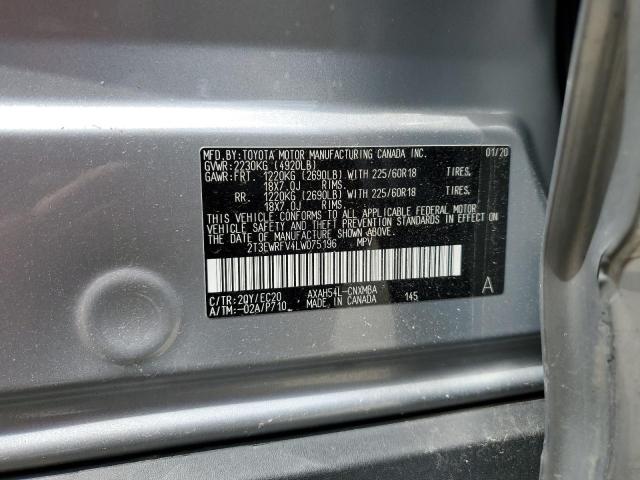 MFD.BY:TOYOTA MOTOR MANUFACTURING CANADA INC. 01/20
GVWR:2230KG (4920LB)
GAWR:FRT. 1220KG (2690LB) WITH 225/60R18 TIRES.
18X7.0J RIMS.
RR. 1220KG (2690LB) WITH 225/60R18 TIRES.
18X7.0J RIMS.
THIS VEHICLE CONFORMS TO ALL APPLICABLE FEDERAL MOTOR
VEHICLE SAFETY AND THEFT PREVENTION STANDARDS IN EFFECT ON
THE DATE OF MANUFACTURE SHOWN ABOVE.
2T3EWRFV4LW075196 MPV
C/TR:2QY/EC20 AXAH54L-CNXMBA 145 A
A/TM:-02A/P710 MADE IN CANADA